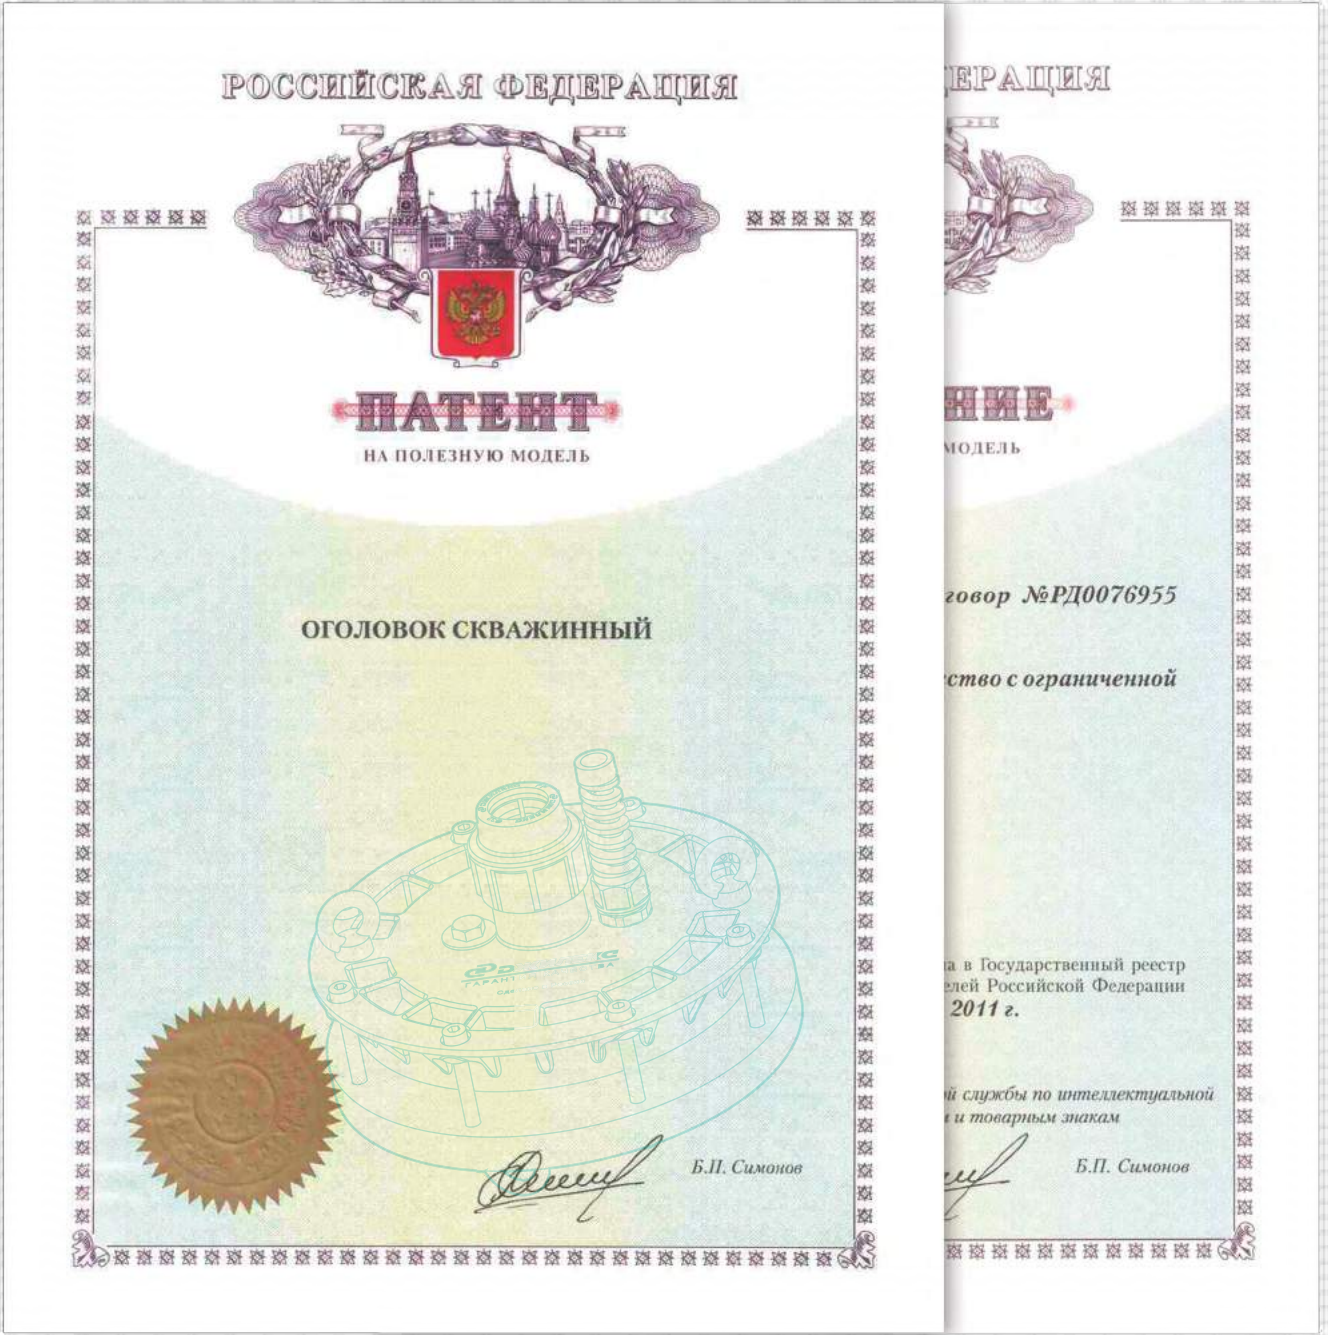 РОССИЙСКАЯ ФЕДЕРАЦИЯ
ПАТЕНТ
НА ПОЛЕЗНУЮ МОДЕЛЬ
ОГОЛОВОК СКВАЖИННЫЙ
ГАРАНТ
Б.П. Симонов
ЕРАЦИЯ
НИЕ
МОДЕЛЬ
говор №РД0076955
ство с ограниченной
а в Государственный реестр
елей Российской Федерации
2011 г.
й службы по интеллектуальной
и товарным знакам
Б.П. Симонов